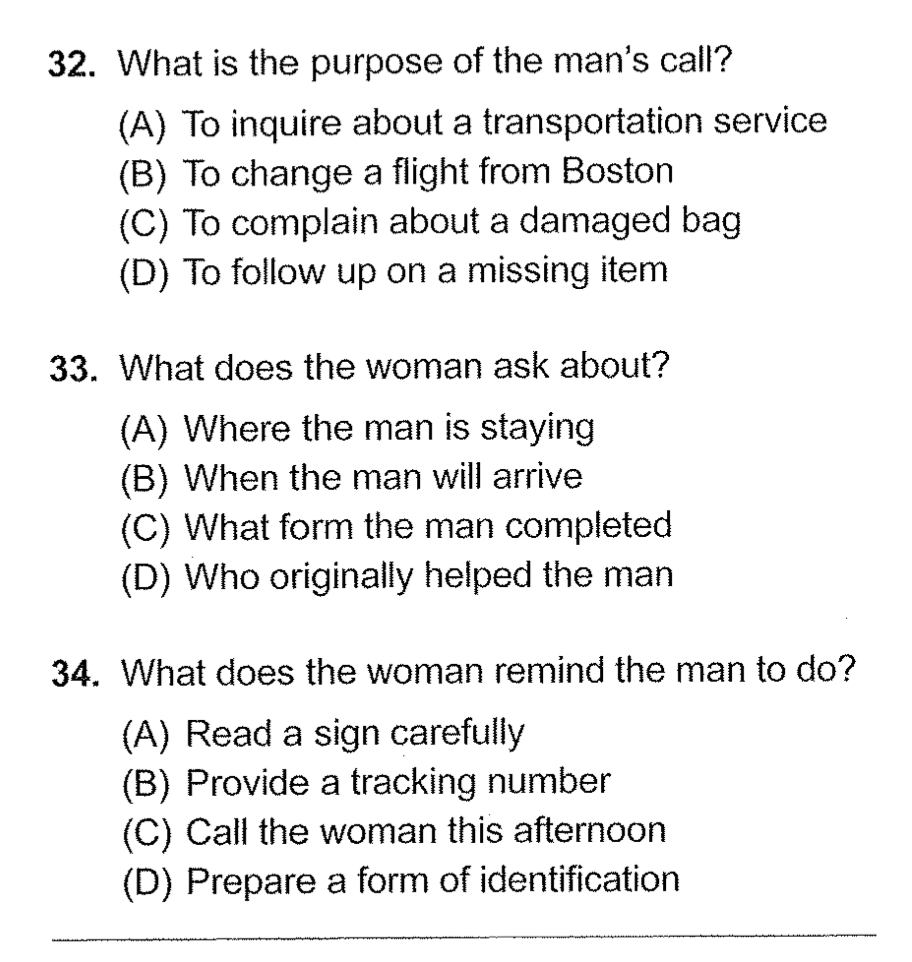 32. What is the purpose of the man's call?
(A) To inquire about a transportation service
(B) To change a flight from Boston
(C) To complain about a damaged bag
(D) To follow up on a missing item
33. What does the woman ask about?
(A) Where the man is staying
(B) When the man will arrive
(C) What form the man completed
(D) Who originally helped the man
34. What does the woman remind the man to do?
(A) Read a sign carefully
(B) Provide a tracking number
(C) Call the woman this afternoon
(D) Prepare a form of identification